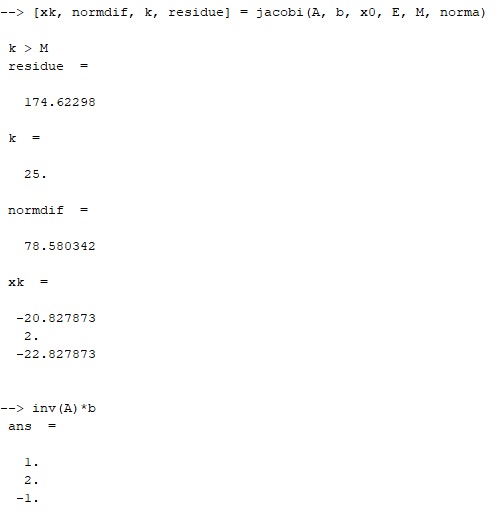 --> [xk, normdif, k, residue] = jacobi(A, b, x0, E, M, norma)
k > M
residue  =
174.62298
k  =
25.
normdif  =
78.580342
xk  =
-20.827873
2.
-22.827873
--> inv(A)*b
ans  =
1.
2.
-1.